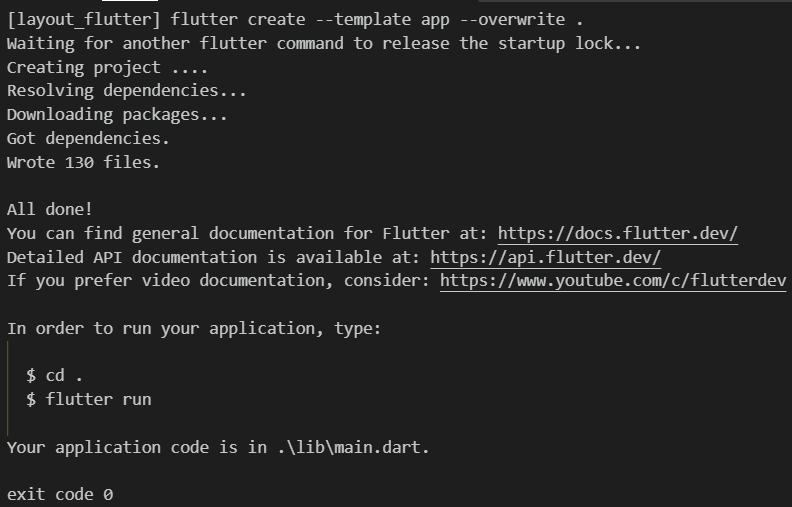 [layout_flutter] flutter create --template app --overwrite .
Waiting for another flutter command to release the startup lock...
Creating project ....
Resolving dependencies...
Downloading packages...
Got dependencies.
Wrote 130 files.
All done!
You can find general documentation for Flutter at: https://docs.flutter.dev/
Detailed API documentation is available at: https://api.flutter.dev/
If you prefer video documentation, consider: https://www.youtube.com/c/flutterdev
In order to run your application, type:
$ cd .
$ flutter run
Your application code is in .\lib\main.dart.
exit code 0